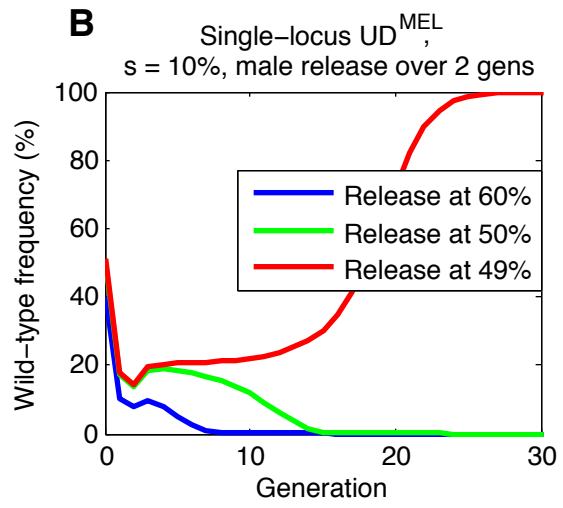 B
Single-locus UD^MEL,
s = 10%, male release over 2 gens
Wild-type frequency (%)
100
80
60
40
20
0
Release at 60%
Release at 50%
Release at 49%
0 10 20 30
Generation